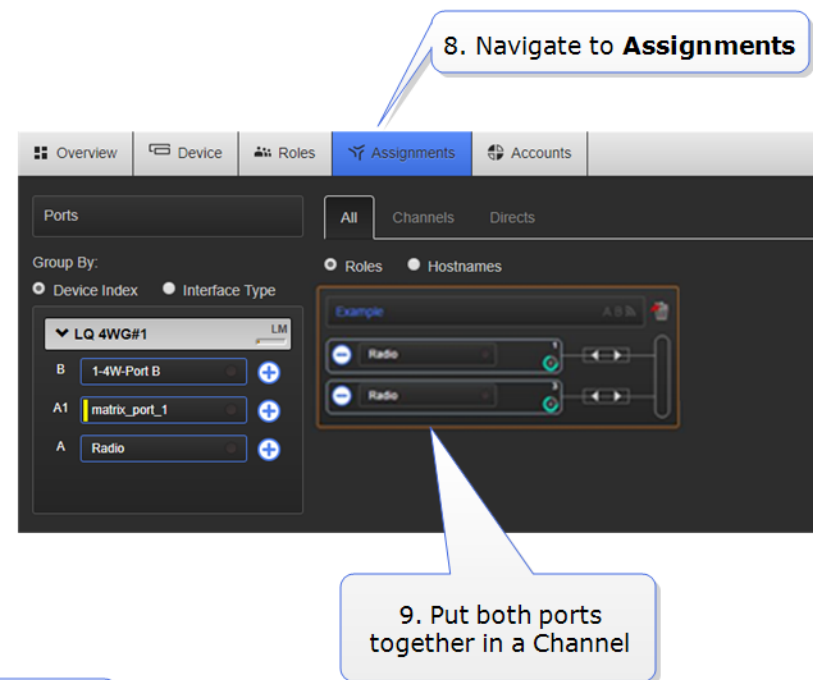 8. Navigate to Assignments
Overview Device Roles Assignments Accounts
Ports
All Channels Directs
Group By:
Roles Hostnames
Device Index Interface Type
Example A B
LQ 4WG#1 LM
Radio 1
B 1-4W-Port B
Radio 3
A1 matrix_port_1
A Radio
9. Put both ports
together in a Channel